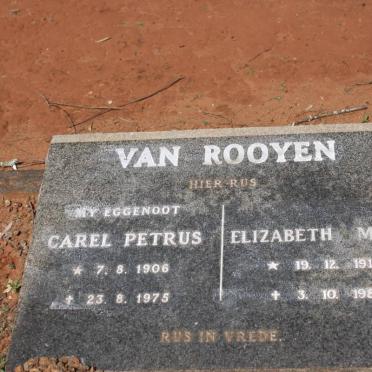 VAN ROOYEN
HIER RUS
MY EGGENOOT
CAREL PETRUS
★ 7. 8. 1906
✝ 23. 8. 1975
ELIZABETH
★ 19. 12.
✝ 3. 10.
RUS IN VREDE.